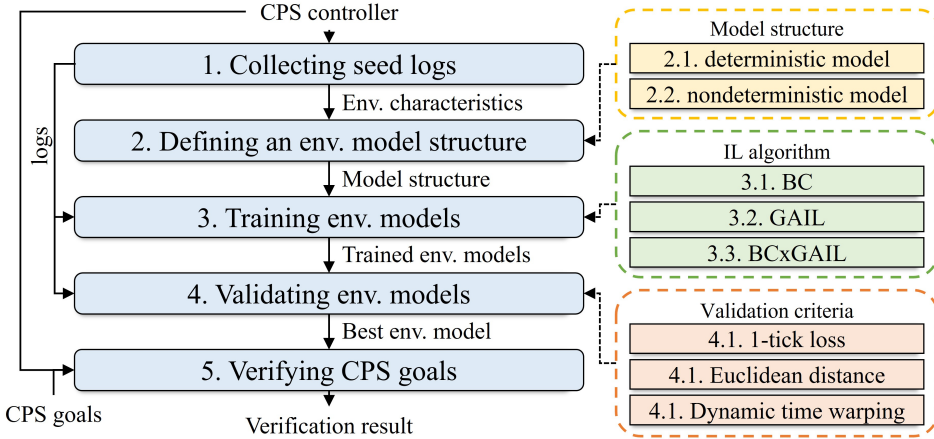 CPS controller
1. Collecting seed logs
Env. characteristics
2. Defining an env. model structure
Model structure
3. Training env. models
Trained env. models
4. Validating env. models
Best env. model
5. Verifying CPS goals
Verification result
logs
CPS goals
Model structure
2.1. deterministic model
2.2. nondeterministic model
IL algorithm
3.1. BC
3.2. GAIL
3.3. BCxGAIL
Validation criteria
4.1. 1-tick loss
4.1. Euclidean distance
4.1. Dynamic time warping